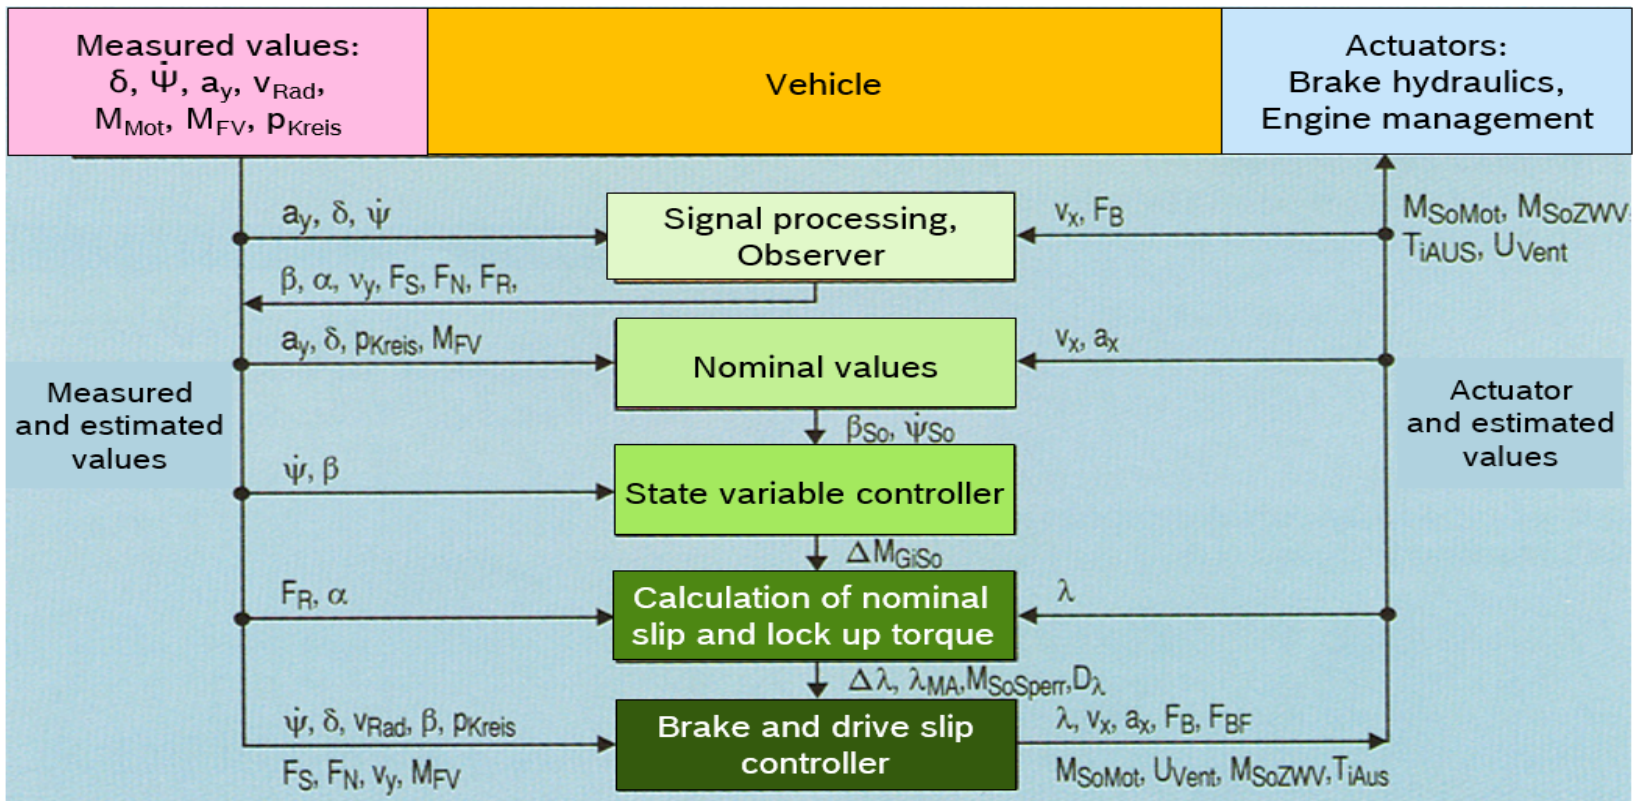 Measured values:
δ, Ψ̇, ay, vRad,
MMot, MFV, pKreis
Vehicle
Actuators:
Brake hydraulics,
Engine management
ay, δ, ψ̇
Signal processing,
Observer
vx, FB
MSoMot, MSoZWV,
TiAUS, UVent
β, α, vy, FS, FN, FR,
ay, δ, pKreis, MFV
Nominal values
vx, ax
Measured
and estimated
values
Actuator
and estimated
values
βSo, ψ̇So
ψ̇, β
State variable controller
ΔMGiSo
FR, α
Calculation of nominal
slip and lock up torque
λ
Δλ, λMA,MSoSperr,Dλ
ψ̇, δ, vRad, β, pKreis
FS, FN, vy, MFV
Brake and drive slip
controller
λ, vx, ax, FB, FBF
MSoMot, UVent, MSoZWV,TiAus